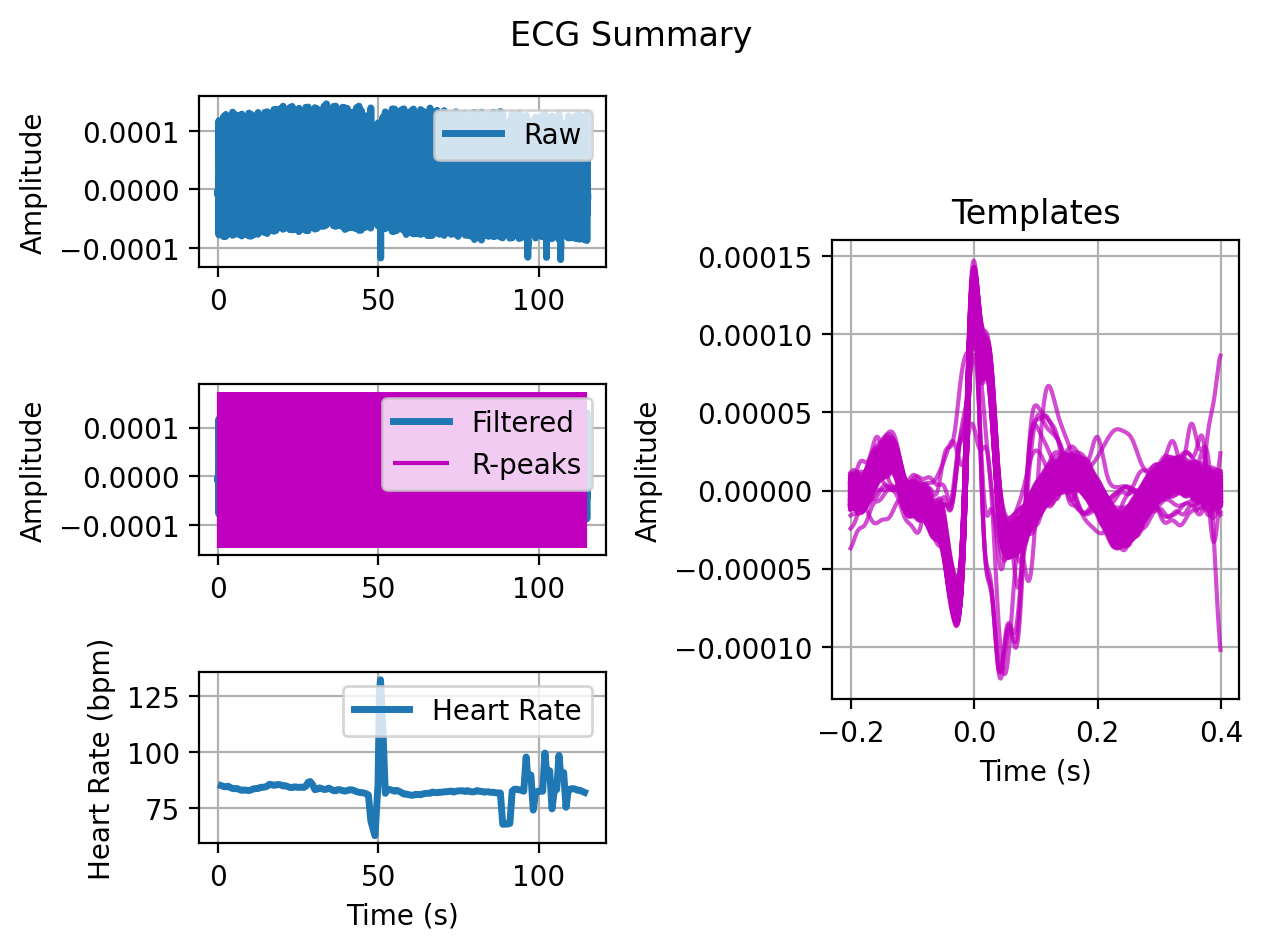 ECG Summary
Amplitude
0.0001
0.0000
−0.0001
Raw
0 50 100
Amplitude
0.0001
0.0000
−0.0001
Filtered
R-peaks
0 50 100
Heart Rate (bpm)
125
100
75
Heart Rate
0 50 100
Time (s)
Templates
Amplitude
0.00015
0.00010
0.00005
0.00000
−0.00005
−0.00010
−0.2 0.0 0.2 0.4
Time (s)